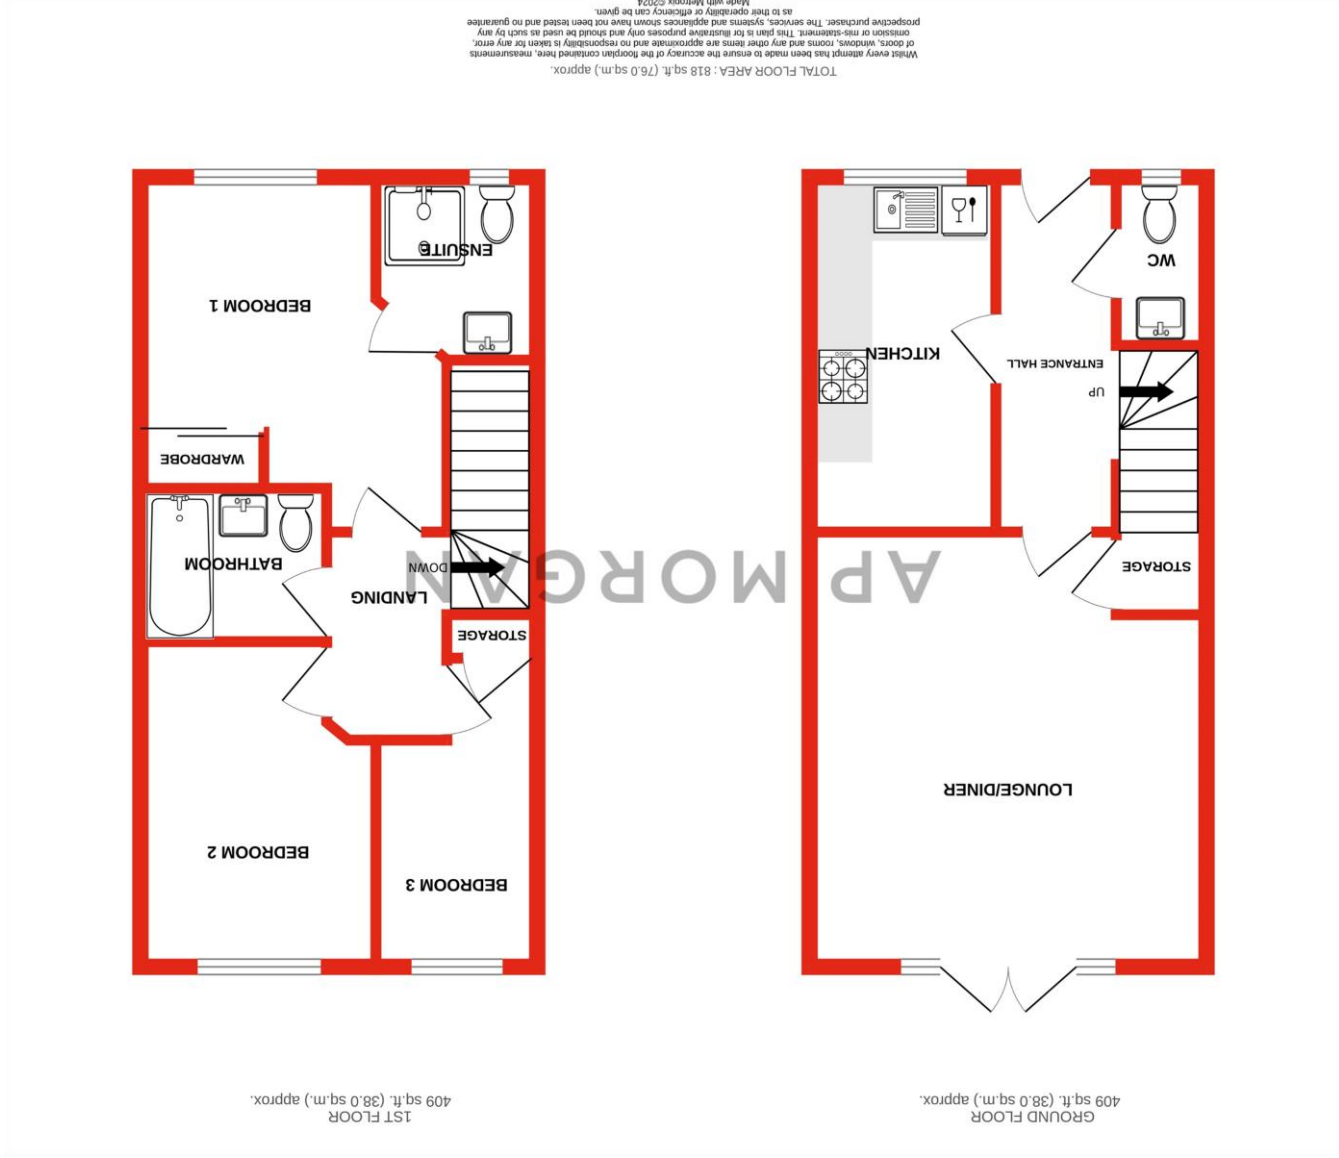 GROUND FLOOR
409 sq.ft. (38.0 sq.m.) approx.
1ST FLOOR
409 sq.ft. (38.0 sq.m.) approx.
LOUNGE/DINER
STORAGE
UP
ENTRANCE HALL
KITCHEN
WC
BEDROOM 3
BEDROOM 2
STORAGE
LANDING
DOWN
BATHROOM
WARDROBE
BEDROOM 1
ENSUITE
AP MORGAN
TOTAL FLOOR AREA : 818 sq.ft. (76.0 sq.m.) approx.
Whilst every attempt has been made to ensure the accuracy of the floorplan contained here, measurements
of doors, windows, rooms and any other items are approximate and no responsibility is taken for any error,
omission or mis-statement. This plan is for illustrative purposes only and should be used as such by any
prospective purchaser. The services, systems and appliances shown have not been tested and no guarantee
as to their operability or efficiency can be given.
Made with Metropix ©2024